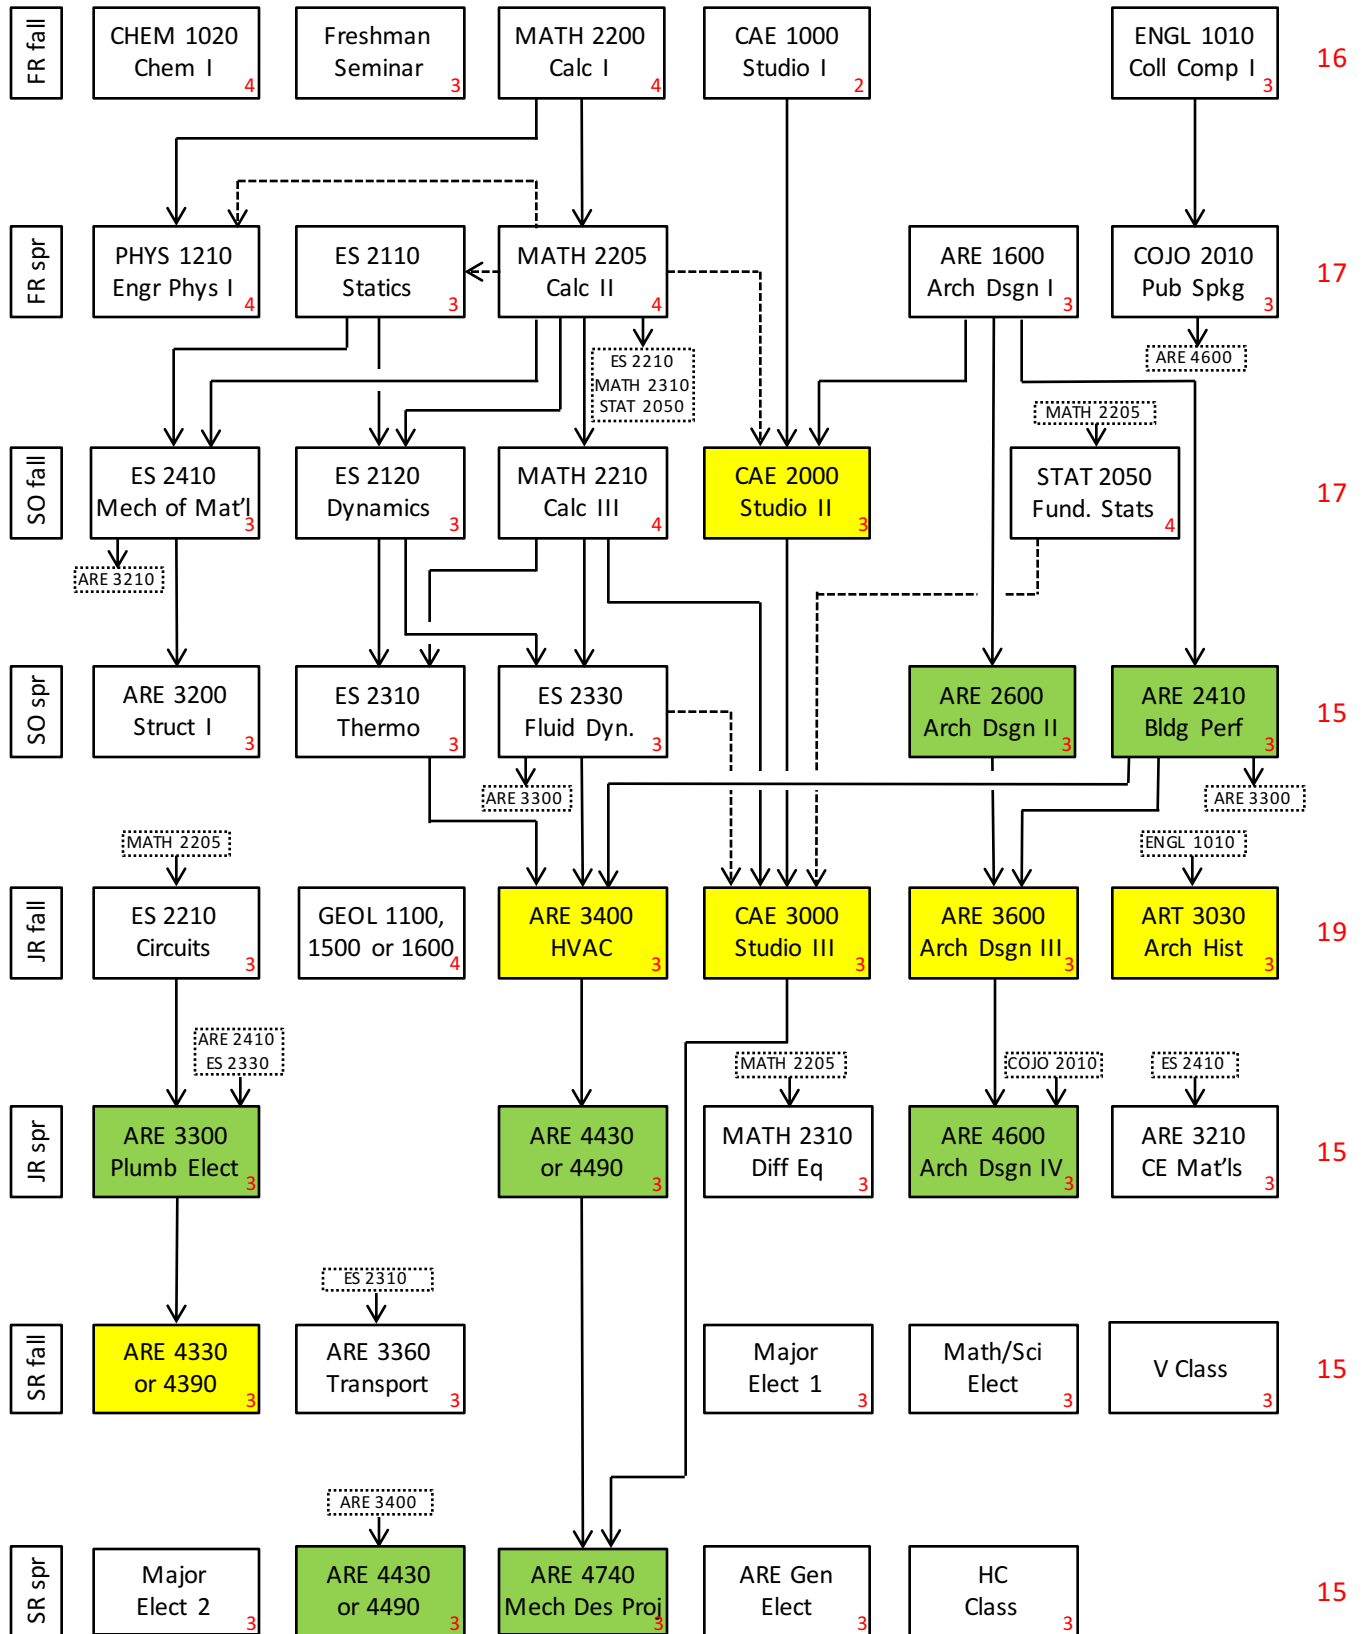 FR fall
CHEM 1020
Chem I
4
Freshman
Seminar
3
MATH 2200
Calc I
4
CAE 1000
Studio I
2
ENGL 1010
Coll Comp I
3
16
FR spr
PHYS 1210
Engr Phys I
4
ES 2110
Statics
3
MATH 2205
Calc II
4
ARE 1600
Arch Dsgn I
3
COJO 2010
Pub Spkg
3
17
ES 2210
MATH 2310
STAT 2050
ARE 4600
MATH 2205
SO fall
ES 2410
Mech of Mat'l
3
ES 2120
Dynamics
3
MATH 2210
Calc III
4
CAE 2000
Studio II
3
STAT 2050
Fund. Stats
4
17
ARE 3210
SO spr
ARE 3200
Struct I
3
ES 2310
Thermo
3
ES 2330
Fluid Dyn.
3
ARE 2600
Arch Dsgn II
3
ARE 2410
Bldg Perf
3
15
ARE 3300
ARE 3300
MATH 2205
ENGL 1010
JR fall
ES 2210
Circuits
3
GEOL 1100,
1500 or 1600
4
ARE 3400
HVAC
3
CAE 3000
Studio III
3
ARE 3600
Arch Dsgn III
3
ART 3030
Arch Hist
3
19
ARE 2410
ES 2330
MATH 2205
COJO 2010
ES 2410
JR spr
ARE 3300
Plumb Elect
3
ARE 4430
or 4490
3
MATH 2310
Diff Eq
3
ARE 4600
Arch Dsgn IV
3
ARE 3210
CE Mat'ls
3
15
ES 2310
SR fall
ARE 4330
or 4390
3
ARE 3360
Transport
3
Major
Elect 1
3
Math/Sci
Elect
3
V Class
3
15
ARE 3400
SR spr
Major
Elect 2
3
ARE 4430
or 4490
3
ARE 4740
Mech Des Proj
3
ARE Gen
Elect
3
HC
Class
3
15